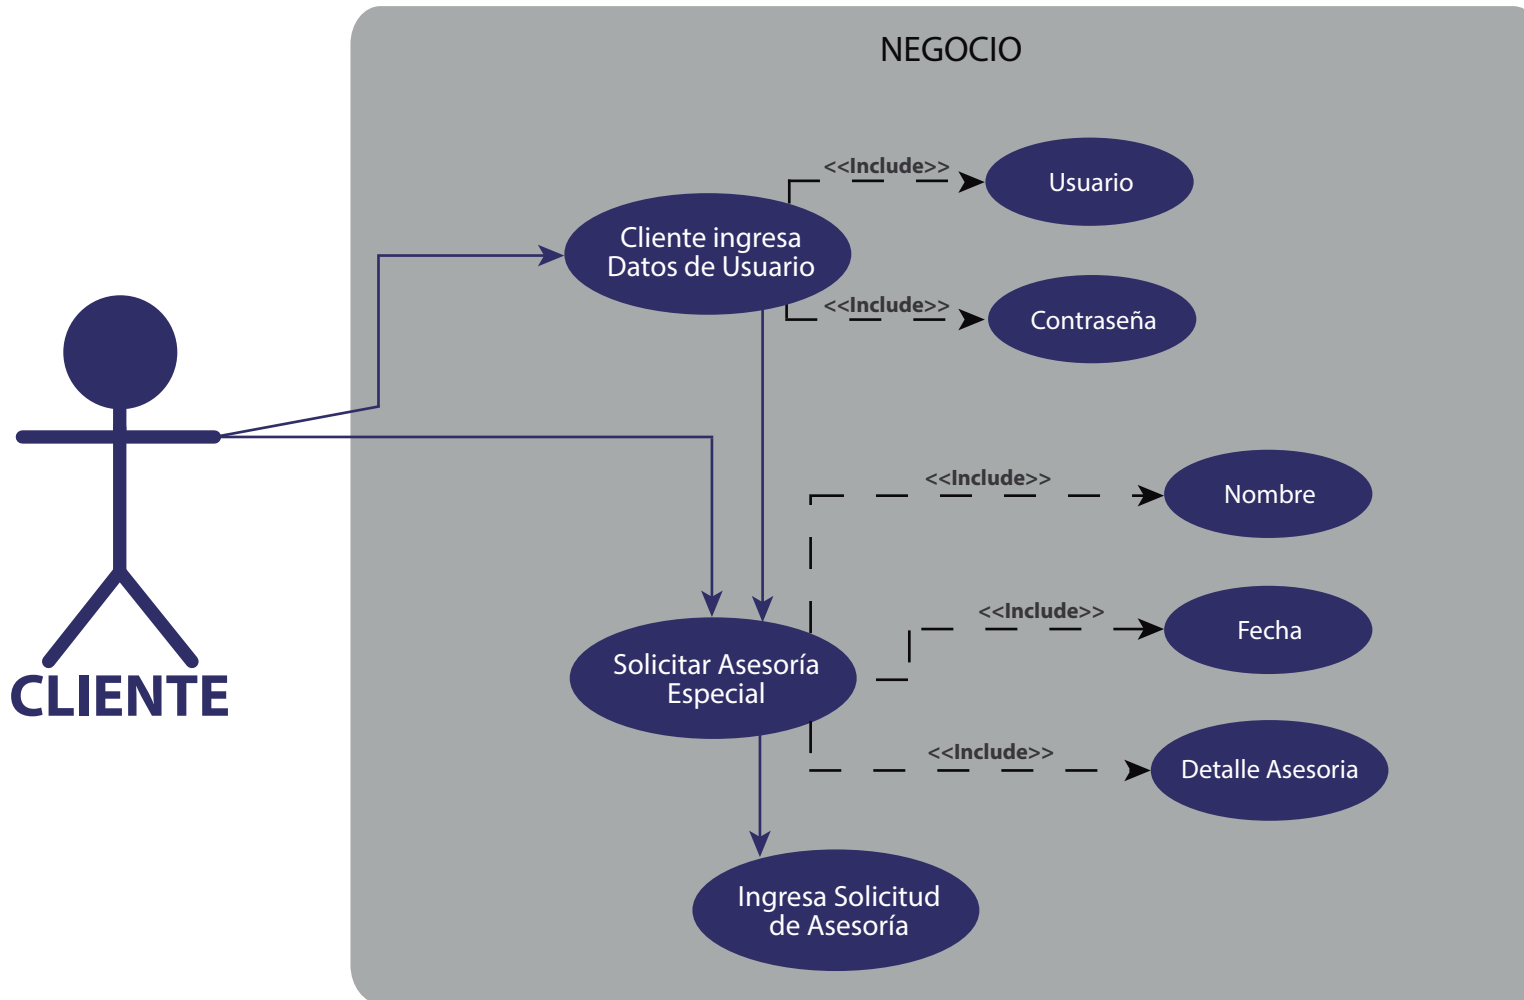 NEGOCIO
<<Include>>
Usuario
Cliente ingresa
Datos de Usuario
<<Include>>
Contraseña
<<Include>>
Nombre
<<Include>>
Fecha
Solicitar Asesoría
Especial
CLIENTE
<<Include>>
Detalle Asesoria
Ingresa Solicitud
de Asesoría